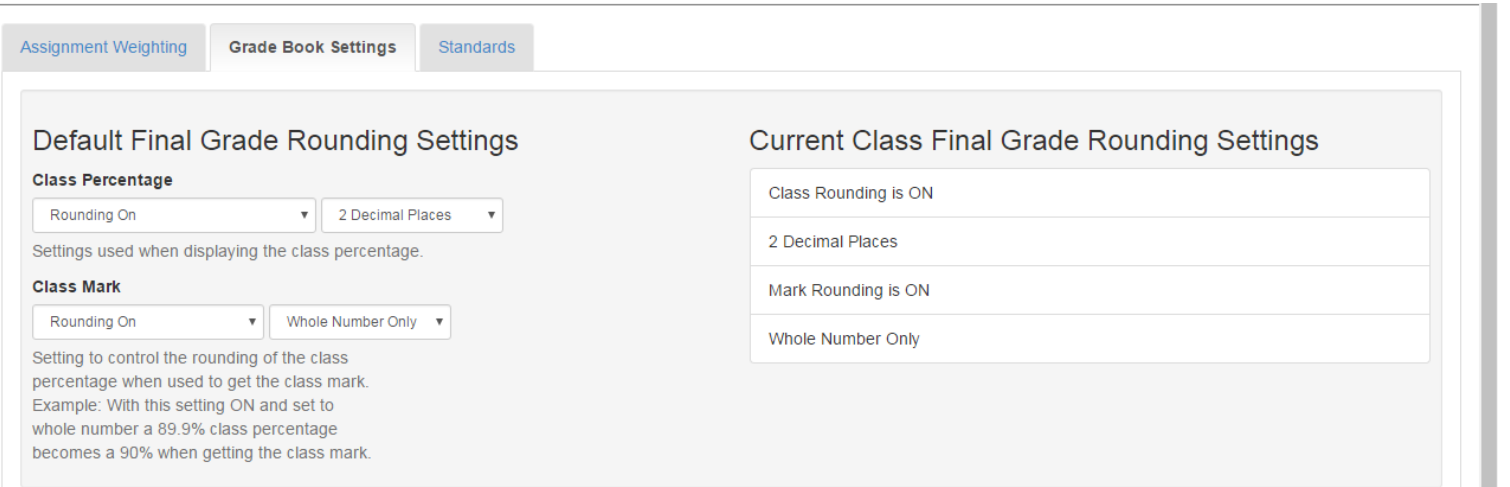 Assignment Weighting
Grade Book Settings
Standards
Default Final Grade Rounding Settings
Class Percentage
Rounding On
2 Decimal Places
Settings used when displaying the class percentage.
Class Mark
Rounding On
Whole Number Only
Setting to control the rounding of the class
percentage when used to get the class mark.
Example: With this setting ON and set to
whole number a 89.9% class percentage
becomes a 90% when getting the class mark.
Current Class Final Grade Rounding Settings
Class Rounding is ON
2 Decimal Places
Mark Rounding is ON
Whole Number Only